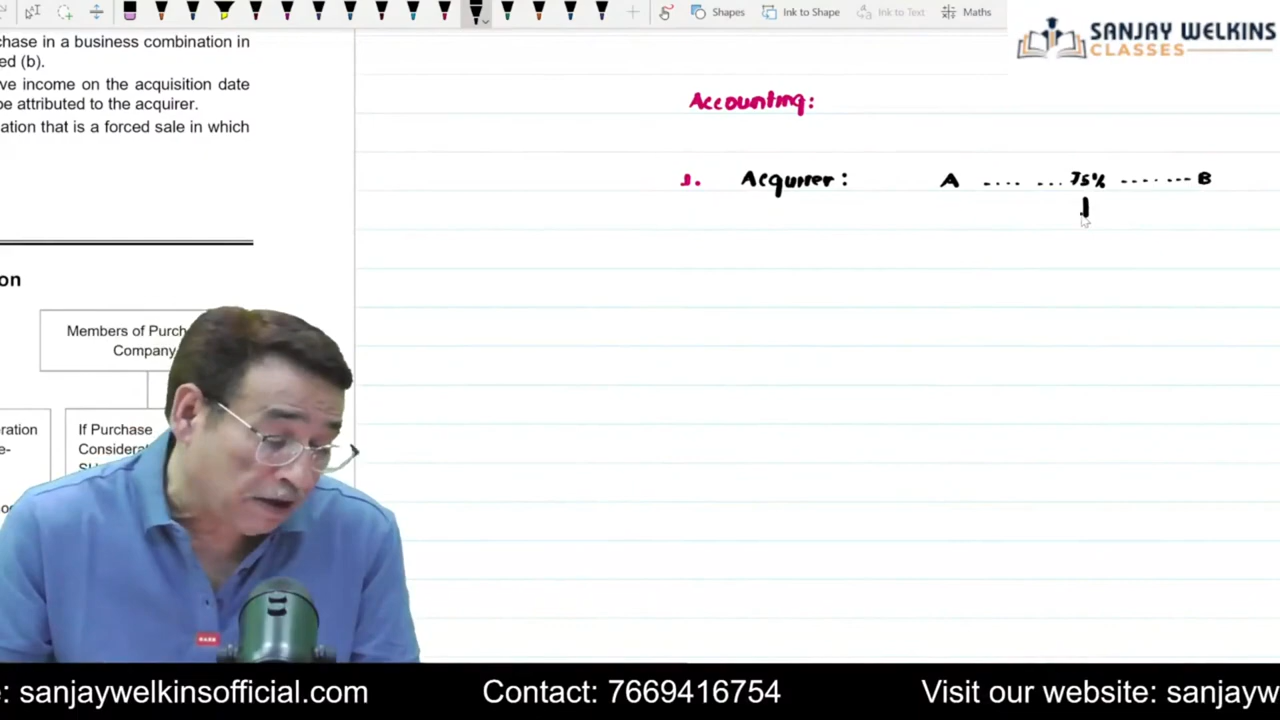 Shapes
Ink to Shape
Ink to Text
Maths
SANJAY WELKINS
CLASSES
chase in a business combination in
ed (b).
ve income on the acquisition date
be attributed to the acquirer.
ation that is a forced sale in which
Accounting:
1. Acquirer: A .... ... 75% ....... B
on
Members of Purch
Company
eration
e-
If Purchase
Considerat
: sanjaywelkinsofficial.com Contact: 7669416754 Visit our website: sanjayw